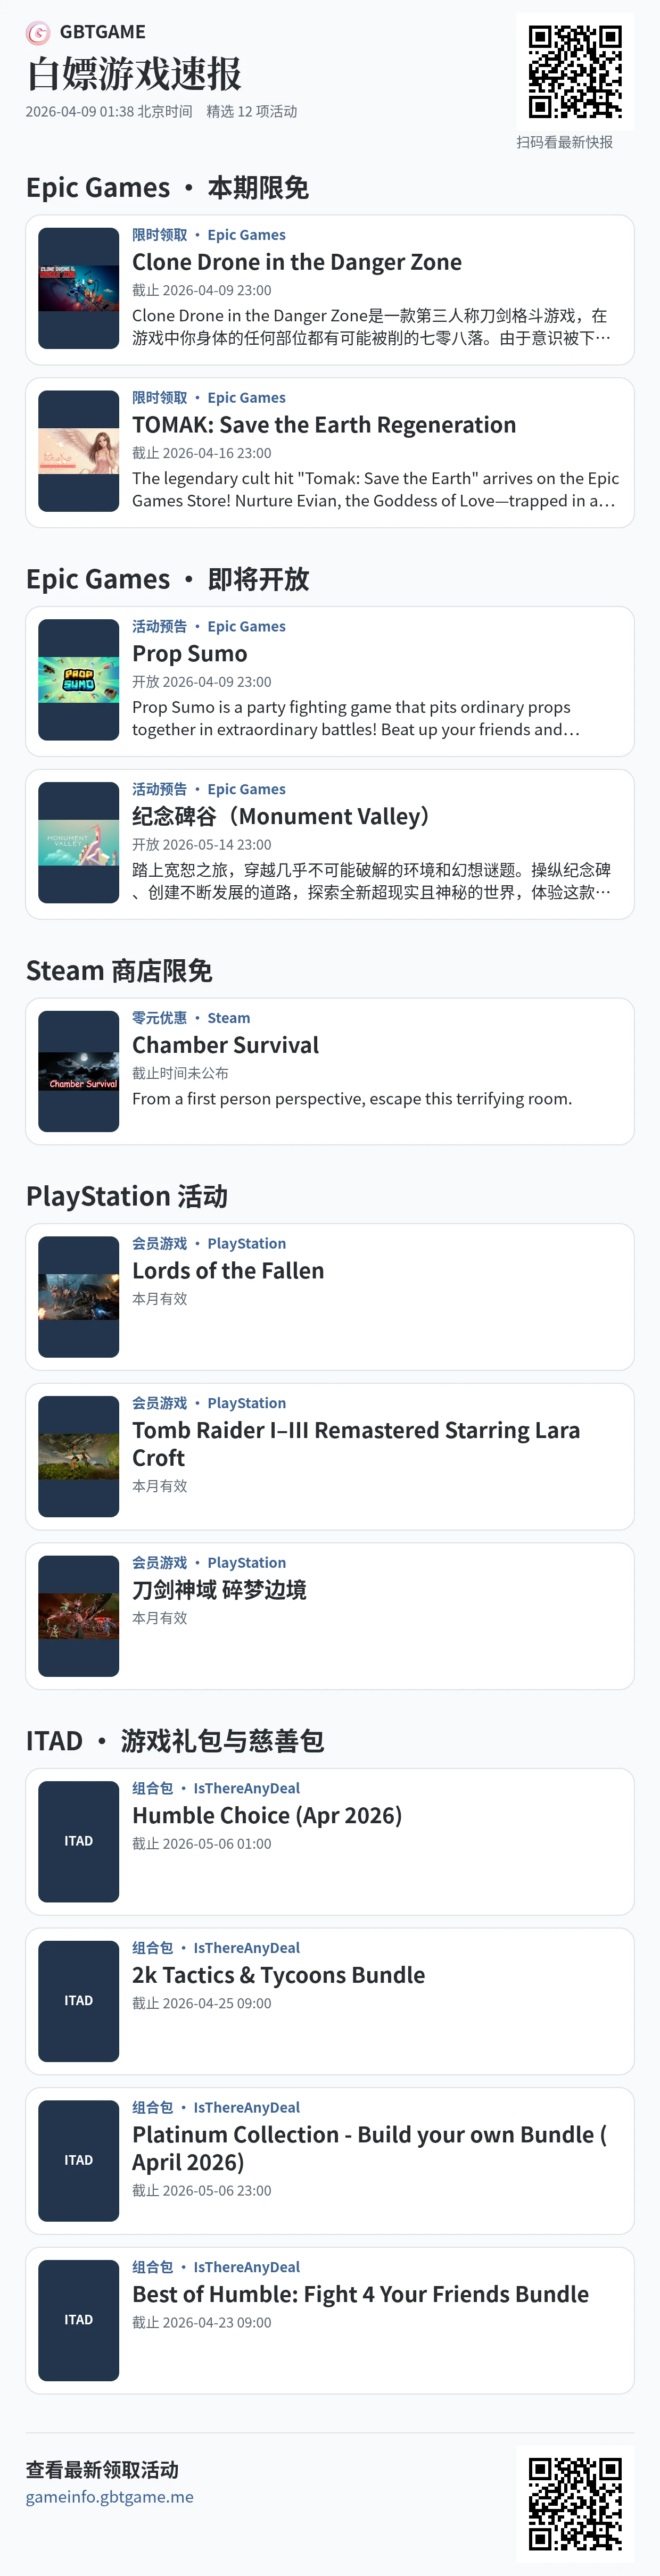 GBTGAME
白嫖游戏速报
2026-04-09 01:38 北京时间 精选 12 项活动
扫码看最新快报
Epic Games · 本期限免
限时领取 · Epic Games
Clone Drone in the Danger Zone
截止 2026-04-09 23:00
Clone Drone in the Danger Zone是一款第三人称刀剑格斗游戏，在
游戏中你身体的任何部位都有可能被削的七零八落。由于意识被下…
CLONE DRONE IN THE
DANGER ZONE
限时领取 · Epic Games
TOMAK: Save the Earth Regeneration
截止 2026-04-16 23:00
The legendary cult hit "Tomak: Save the Earth" arrives on the Epic
Games Store! Nurture Evian, the Goddess of Love—trapped in a…
Epic Games · 即将开放
活动预告 · Epic Games
Prop Sumo
开放 2026-04-09 23:00
Prop Sumo is a party fighting game that pits ordinary props
together in extraordinary battles! Beat up your friends and…
PROP
SUMO
活动预告 · Epic Games
纪念碑谷（Monument Valley）
开放 2026-05-14 23:00
踏上宽恕之旅，穿越几乎不可能破解的环境和幻想谜题。操纵纪念碑
、创建不断发展的道路，探索全新超现实且神秘的世界，体验这款…
MONUMENT
VALLEY
Steam 商店限免
零元优惠 · Steam
Chamber Survival
截止时间未公布
From a first person perspective, escape this terrifying room.
Chamber Survival
PlayStation 活动
会员游戏 · PlayStation
Lords of the Fallen
本月有效
会员游戏 · PlayStation
Tomb Raider I–III Remastered Starring Lara
Croft
本月有效
会员游戏 · PlayStation
刀剑神域 碎梦边境
本月有效
ITAD · 游戏礼包与慈善包
组合包 · IsThereAnyDeal
Humble Choice (Apr 2026)
截止 2026-05-06 01:00
ITAD
组合包 · IsThereAnyDeal
2k Tactics & Tycoons Bundle
截止 2026-04-25 09:00
ITAD
组合包 · IsThereAnyDeal
Platinum Collection - Build your own Bundle (
April 2026)
截止 2026-05-06 23:00
ITAD
组合包 · IsThereAnyDeal
Best of Humble: Fight 4 Your Friends Bundle
截止 2026-04-23 09:00
ITAD
查看最新领取活动
gameinfo.gbtgame.me